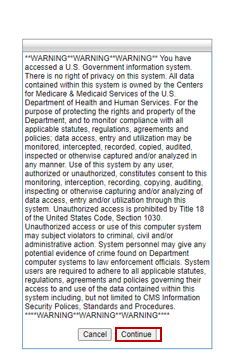 **WARNING**WARNING**WARNING** You have
accessed a U.S. Government information system.
There is no right of privacy on this system. All data
contained within this system is owned by the Centers
for Medicare & Medicaid Services of the U.S.
Department of Health and Human Services. For the
purpose of protecting the rights and property of the
Department, and to monitor compliance with all
applicable statutes, regulations, agreements and
policies; data access, entry and utilization may be
monitored, intercepted, recorded, copied, audited,
inspected or otherwise captured and/or analyzed in
any manner. Use of this system by any user,
authorized or unauthorized, constitutes consent to this
monitoring, interception, recording, copying, auditing,
inspecting or otherwise capturing and/or analyzing of
data access, entry and/or utilization through this
system. Unauthorized access is prohibited by Title 18
of the United States Code, Section 1030.
Unauthorized access or use of this computer system
may subject violators to criminal, civil and/or
administrative action. System personnel may give any
potential evidence of crime found on Department
computer systems to law enforcement officials. System
users are required to adhere to all applicable statutes,
regulations, agreements and policies governing their
access to and use of the data contained within this
system including, but not limited to CMS Information
Security Polices, Standards and Procedures.
****WARNING**WARNING**WARNING****
Cancel Continue